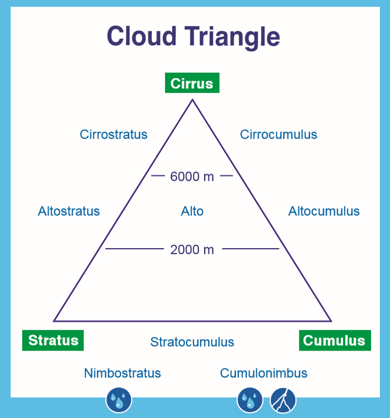 Cloud Triangle
Cirrus
Cirrostratus
Cirrocumulus
6000 m
Altostratus
Alto
Altocumulus
2000 m
Stratus
Stratocumulus
Cumulus
Nimbostratus
Cumulonimbus